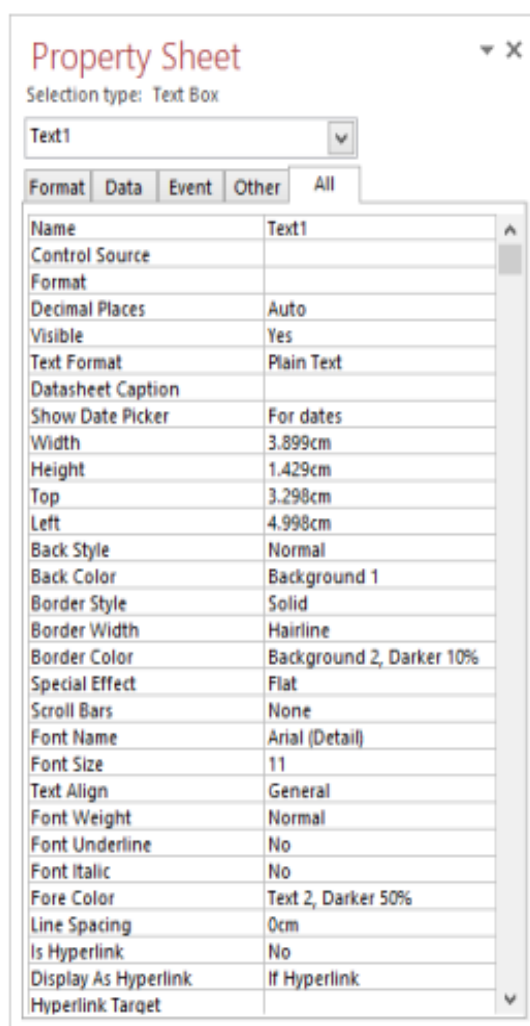 Property Sheet
Selection type: Text Box
Text1
Format Data Event Other All
Name Text1
Control Source
Format
Decimal Places Auto
Visible Yes
Text Format Plain Text
Datasheet Caption
Show Date Picker For dates
Width 3.899cm
Height 1.429cm
Top 3.298cm
Left 4.998cm
Back Style Normal
Back Color Background 1
Border Style Solid
Border Width Hairline
Border Color Background 2, Darker 10%
Special Effect Flat
Scroll Bars None
Font Name Arial (Detail)
Font Size 11
Text Align General
Font Weight Normal
Font Underline No
Font Italic No
Fore Color Text 2, Darker 50%
Line Spacing 0cm
Is Hyperlink No
Display As Hyperlink If Hyperlink
Hyperlink Target